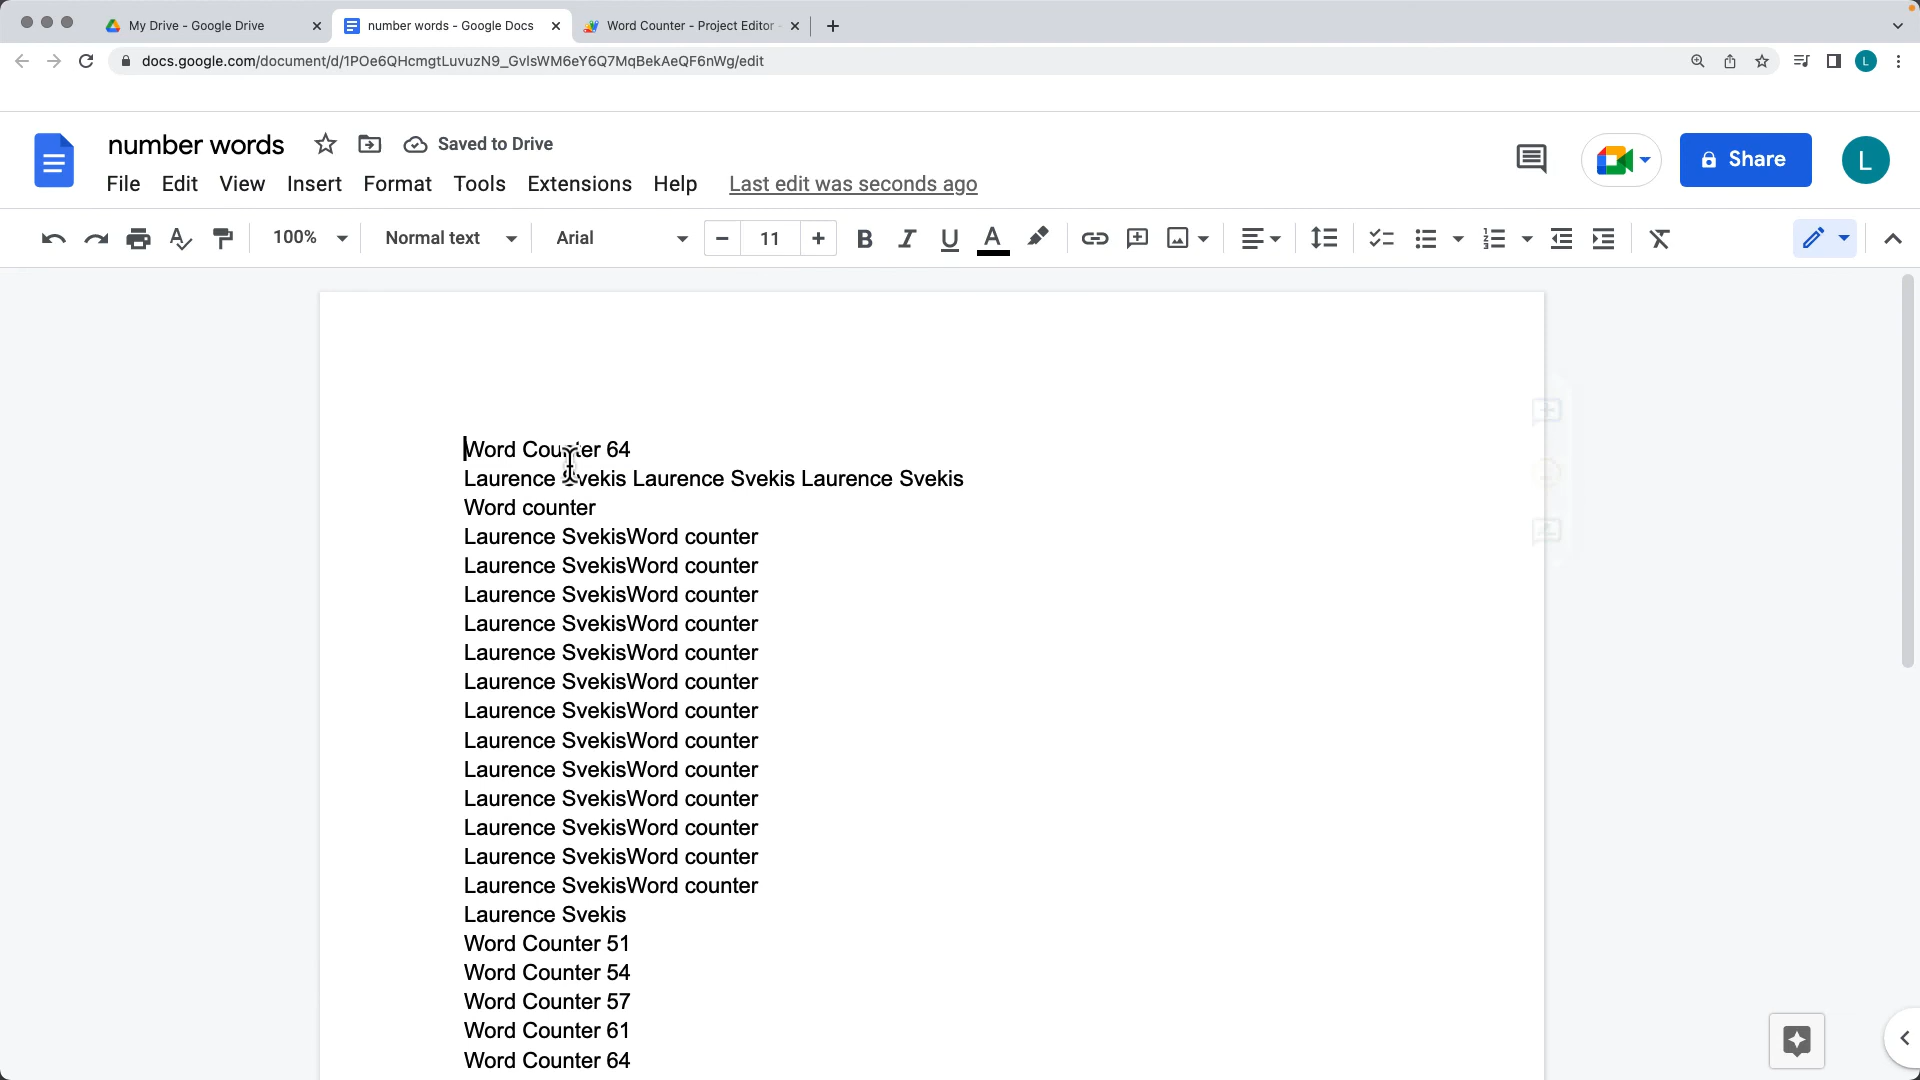 My Drive - Google Drive
number words - Google Docs
Word Counter - Project Editor -
docs.google.com/document/d/1POe6QHcmgtLuvuzN9_GvlsWM6eY6Q7MqBekAeQF6nWg/edit
L
number words
Saved to Drive
Share
L
File Edit View Insert Format Tools Extensions Help Last edit was seconds ago
100% Normal text Arial 11 B I U A
Word Counter 64
Laurence Svekis Laurence Svekis Laurence Svekis
Word counter
Laurence SvekisWord counter
Laurence SvekisWord counter
Laurence SvekisWord counter
Laurence SvekisWord counter
Laurence SvekisWord counter
Laurence SvekisWord counter
Laurence SvekisWord counter
Laurence SvekisWord counter
Laurence SvekisWord counter
Laurence SvekisWord counter
Laurence SvekisWord counter
Laurence SvekisWord counter
Laurence SvekisWord counter
Laurence Svekis
Word Counter 51
Word Counter 54
Word Counter 57
Word Counter 61
Word Counter 64